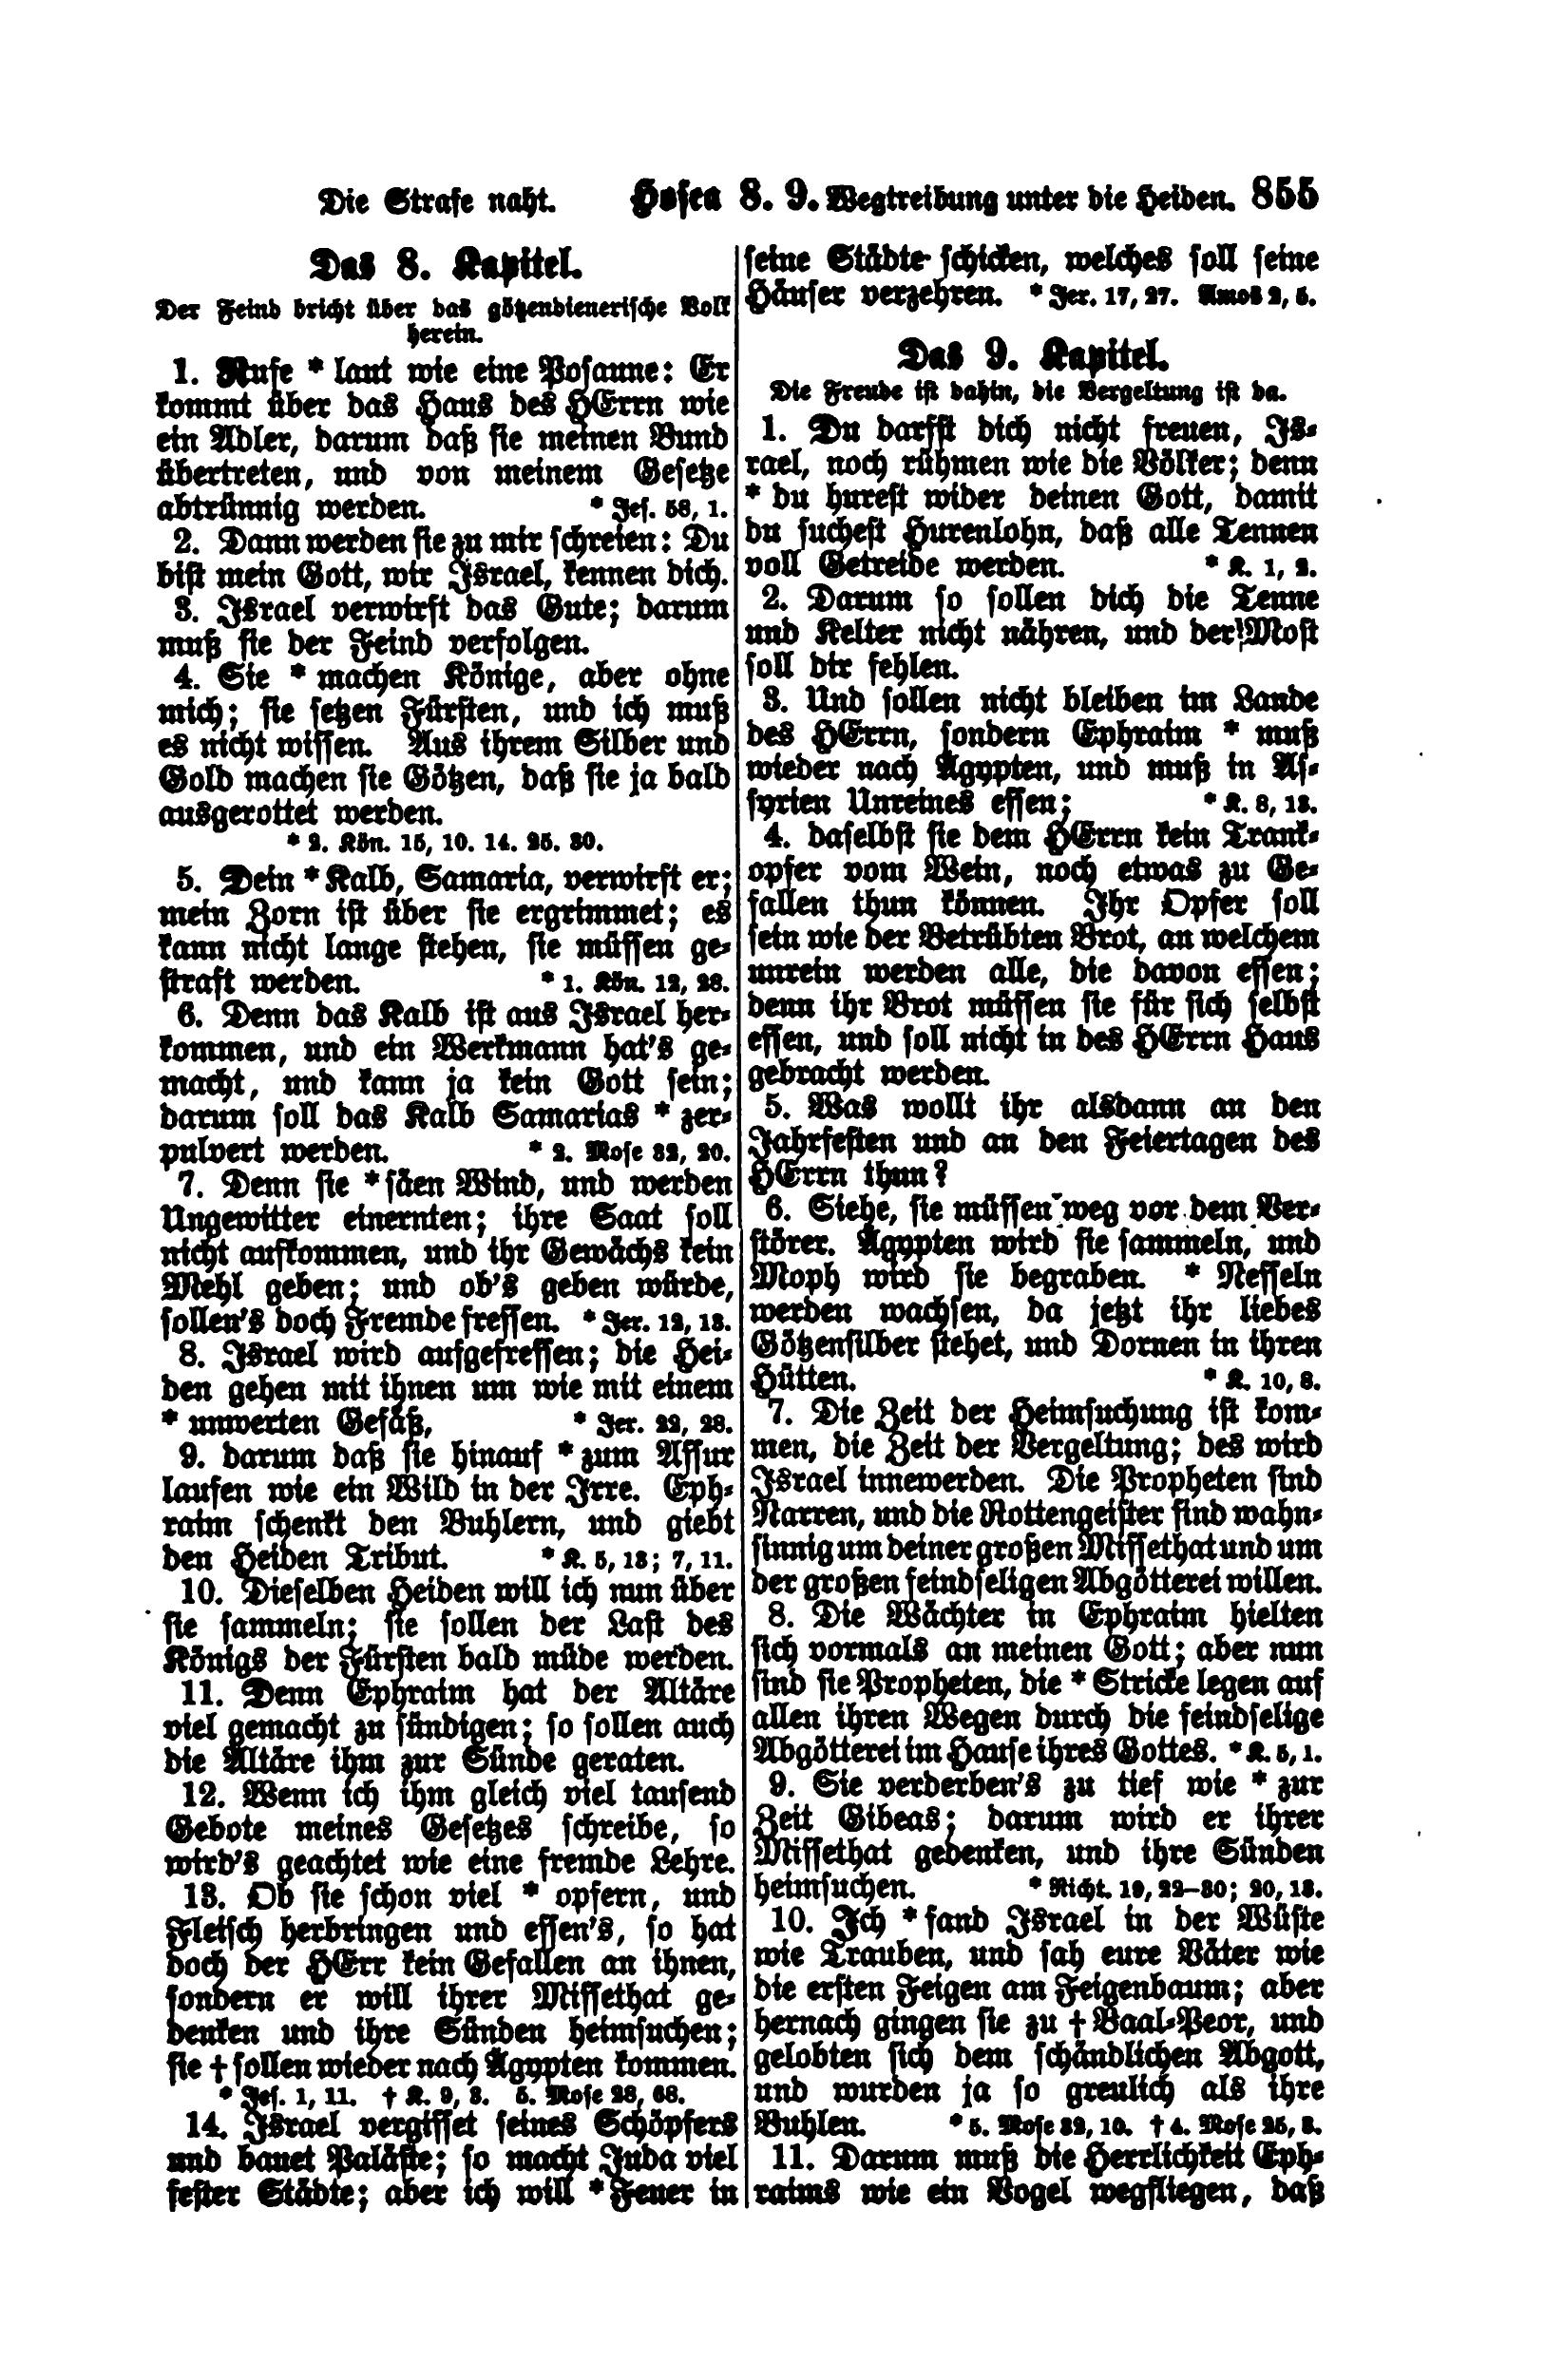 Die Strafe naht. Hosea 8. 9. Wegtreibung unter die Heiden. 855
Das 8. Kapitel.
Der Feind bricht über das götzendienerische Volk
herein.
1. Rufe * laut wie eine Posaune: Er
kommt über das Haus des HErrn wie
ein Adler, darum daß sie meinen Bund
übertreten, und von meinem Gesetze
abtrünnig werden. * Jes. 58, 1.
2. Dann werden sie zu mir schreien: Du
bist mein Gott, wir Israel, kennen dich.
3. Israel verwirft das Gute; darum
muß sie der Feind verfolgen.
4. Sie * machen Könige, aber ohne
mich; sie setzen Fürsten, und ich muß
es nicht wissen. Aus ihrem Silber und
Gold machen sie Götzen, daß sie ja bald
ausgerottet werden.
* 2. Kön. 15, 10. 14. 25. 30.
5. Dein * Kalb, Samaria, verwirft er;
mein Zorn ist über sie ergrimmet; es
kann nicht lange stehen, sie müssen ge-
straft werden. * 1. Kön. 12, 28.
6. Denn das Kalb ist aus Israel her-
kommen, und ein Werkmann hat's ge-
macht, und kann ja kein Gott sein;
darum soll das Kalb Samarias * zer-
pulvert werden. * 2. Mose 32, 20.
7. Denn sie * säen Wind, und werden
Ungewitter einernten; ihre Saat soll
nicht aufkommen, und ihr Gewächs kein
Mehl geben; und ob's geben würde,
sollen's doch Fremde fressen. * Jer. 12, 13.
8. Israel wird aufgefressen; die Hei-
den gehen mit ihnen um wie mit einem
* unwerten Gefäß, * Jer. 22, 28.
9. darum daß sie hinauf * zum Assur
laufen wie ein Wild in der Irre. Eph-
raim schenkt den Buhlern, und giebt
den Heiden Tribut. * K. 5, 13; 7, 11.
10. Dieselben Heiden will ich nun über
sie sammeln; sie sollen der Last des
Königs der Fürsten bald müde werden.
11. Denn Ephraim hat der Altäre
viel gemacht zu sündigen; so sollen auch
die Altäre ihm zur Sünde geraten.
12. Wenn ich ihm gleich viel tausend
Gebote meines Gesetzes schreibe, so
wird's geachtet wie eine fremde Lehre.
13. Ob sie schon viel * opfern, und
Fleisch herbringen und essen's, so hat
doch der HErr kein Gefallen an ihnen,
sondern er will ihrer Missethat ge-
denken und ihre Sünden heimsuchen;
sie † sollen wieder nach Ägypten kommen.
* Jes. 1, 11. † K. 9, 3. 5. Mose 28, 68.
14. Israel vergisset seines Schöpfers
und bauet Paläste; so macht Juda viel
fester Städte; aber ich will * Feuer in
seine Städte schicken, welches soll seine
Häuser verzehren. * Jer. 17, 27. Amos 2, 5.
Das 9. Kapitel.
Die Freude ist dahin, die Vergeltung ist da.
1. Du darfst dich nicht freuen, Is-
rael, noch rühmen wie die Völker; denn
* du hurest wider deinen Gott, damit
du suchest Hurenlohn, daß alle Tennen
voll Getreide werden. * K. 1, 2.
2. Darum so sollen dich die Tenne
und Kelter nicht nähren, und der Most
soll dir fehlen.
3. Und sollen nicht bleiben im Lande
des HErrn, sondern Ephraim * muß
wieder nach Ägypten, und muß in As-
syrien Unreines essen; * K. 8, 13.
4. daselbst sie dem HErrn kein Trank-
opfer vom Wein, noch etwas zu Ge-
fallen thun können. Ihr Opfer soll
sein wie der Betrübten Brot, an welchem
unrein werden alle, die davon essen;
denn ihr Brot müssen sie für sich selbst
essen, und soll nicht in des HErrn Haus
gebracht werden.
5. Was wollt ihr alsdann an den
Jahrfesten und an den Feiertagen des
HErrn thun?
6. Siehe, sie müssen weg vor dem Ver-
störer. Ägypten wird sie sammeln, und
Moph wird sie begraben. * Nesseln
werden wachsen, da jetzt ihr liebes
Götzensilber stehet, und Dornen in ihren
Hütten. * K. 10, 8.
7. Die Zeit der Heimsuchung ist kom-
men, die Zeit der Vergeltung; des wird
Israel innewerden. Die Propheten sind
Narren, und die Rottengeister sind wahn-
sinnig um deiner großen Missethat und um
der großen feindseligen Abgötterei willen.
8. Die Wächter in Ephraim hielten
sich vormals an meinen Gott; aber nun
sind sie Propheten, die * Stricke legen auf
allen ihren Wegen durch die feindselige
Abgötterei im Hause ihres Gottes. * K. 5, 1.
9. Sie verderben's zu tief wie * zur
Zeit Gibeas; darum wird er ihrer
Missethat gedenken, und ihre Sünden
heimsuchen. * Richt. 19, 22–30; 20, 13.
10. Ich * fand Israel in der Wüste
wie Trauben, und sah eure Väter wie
die ersten Feigen am Feigenbaum; aber
hernach gingen sie zu † Baal-Peor, und
gelobten sich dem schändlichen Abgott,
und wurden ja so greulich als ihre
Buhlen. * 5. Mose 32, 10. † 4. Mose 25, 3.
11. Darum muß die Herrlichkeit Eph-
raims wie ein Vogel wegfliegen, daß